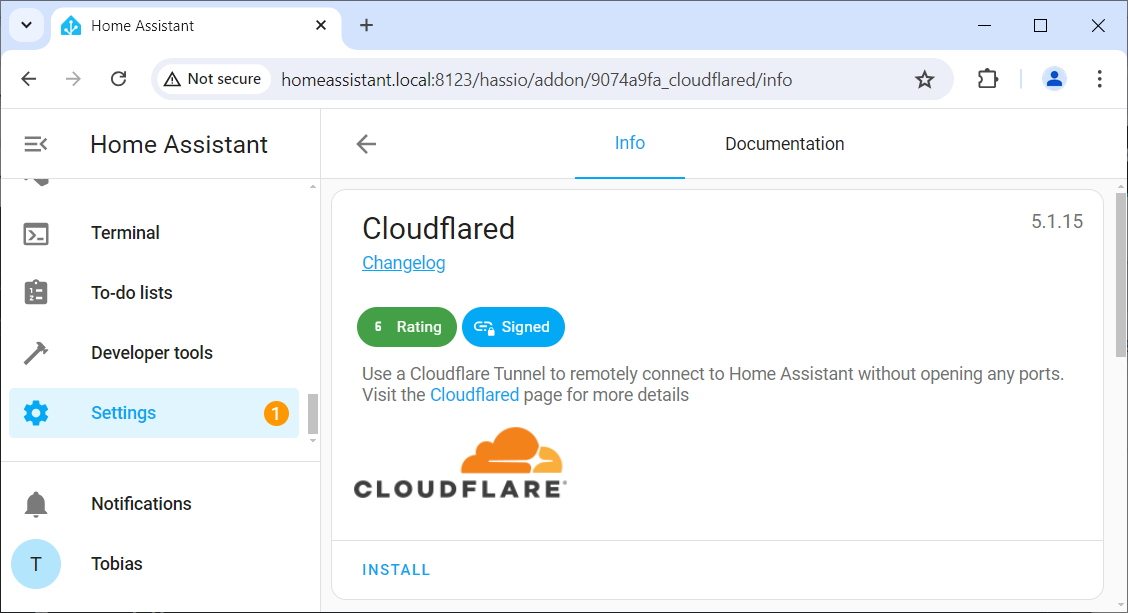 Home Assistant
Not secure
homeassistant.local:8123/hassio/addon/9074a9fa_cloudflared/info
Home Assistant
Info
Documentation
Terminal
To-do lists
Developer tools
Settings
1
Notifications
T
Tobias
Cloudflared
5.1.15
Changelog
6 Rating
Signed
Use a Cloudflare Tunnel to remotely connect to Home Assistant without opening any ports.
Visit the Cloudflared page for more details
CLOUDFLARE
INSTALL